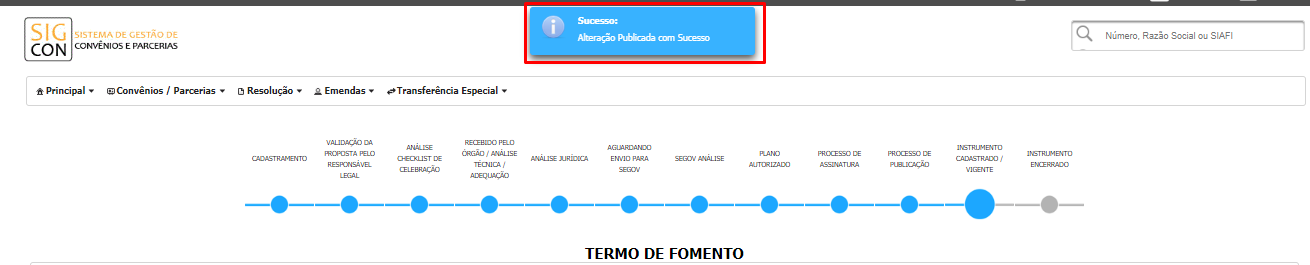 Sucesso:
Alteração Publicada com Sucesso
SIG
CON
SISTEMA DE GESTÃO DE
CONVÊNIOS E PARCERIAS
Número, Razão Social ou SIAFI
Principal
Convênios / Parcerias
Resolução
Emendas
Transferência Especial
CADASTRAMENTO
VALIDAÇÃO DA
PROPOSTA PELO
RESPONSÁVEL
LEGAL
ANÁLISE
CHECKLIST DE
CELEBRAÇÃO
RECEBIDO PELO
ÓRGÃO / ANÁLISE
TÉCNICA /
ADEQUAÇÃO
ANÁLISE JURÍDICA
AGUARDANDO
ENVIO PARA
SEGOV
SEGOV ANÁLISE
PLANO
AUTORIZADO
PROCESSO DE
ASSINATURA
PROCESSO DE
PUBLICAÇÃO
INSTRUMENTO
CADASTRADO /
VIGENTE
INSTRUMENTO
ENCERRADO
TERMO DE FOMENTO